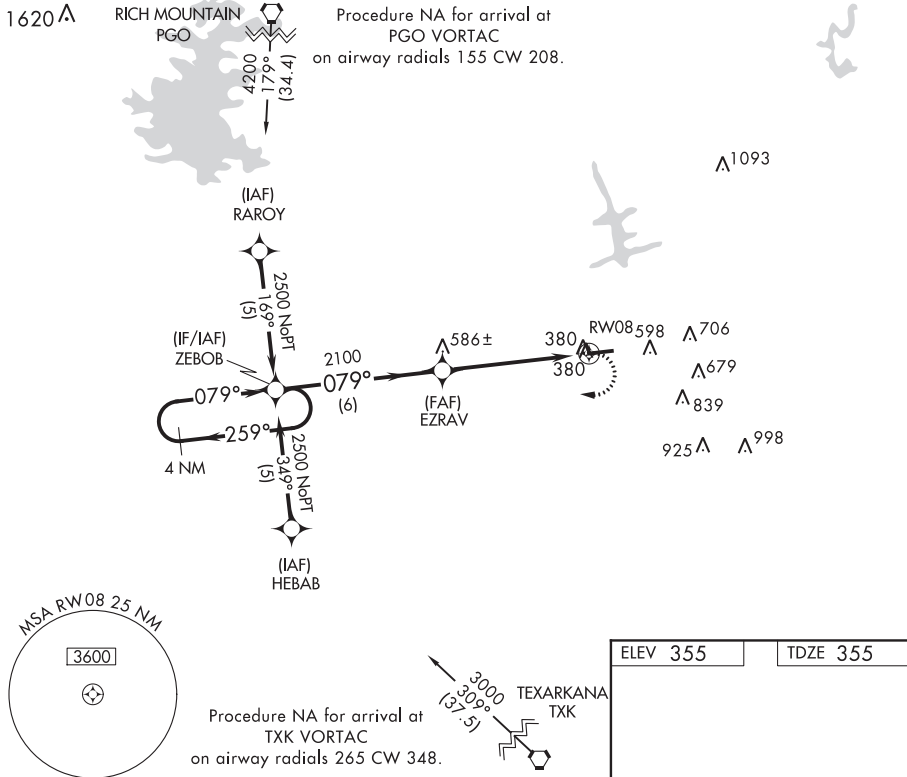 1620
RICH MOUNTAIN
PGO
4200
179°
(34.4)
Procedure NA for arrival at
PGO VORTAC
on airway radials 155 CW 208.
1093
(IAF)
RAROY
2500 NoPT
169°
(5)
(IF/IAF)
ZEBOB
2100
079°
(6)
586±
(FAF)
EZRAV
380
RW08
380
598
706
679
839
925
998
079°
259°
4 NM
2500 NoPT
349°
(5)
(IAF)
HEBAB
MSA RW08 25 NM
3600
Procedure NA for arrival at
TXK VORTAC
on airway radials 265 CW 348.
3000
309°
(37.5)
TEXARKANA
TXK
ELEV 355
TDZE 355